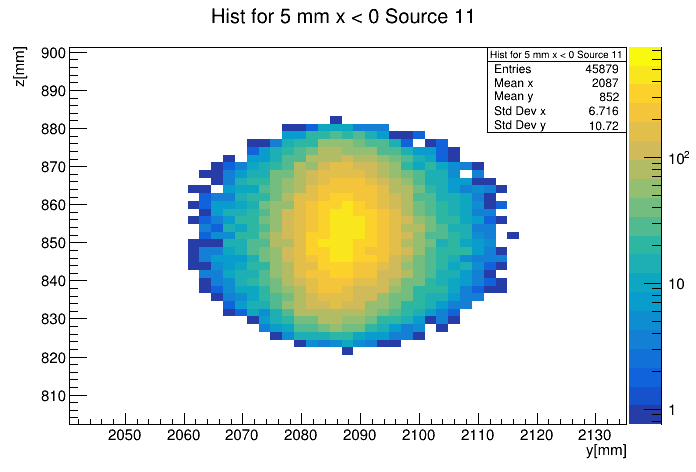 Hist for 5 mm x < 0 Source 11
z[mm]
Hist for 5 mm x < 0 Source 11
Entries 45879
Mean x 2087
Mean y 852
Std Dev x 6.716
Std Dev y 10.72
900
890
880
870
860
850
840
830
820
810
10²
10
1
2050 2060 2070 2080 2090 2100 2110 2120 2130
y[mm]